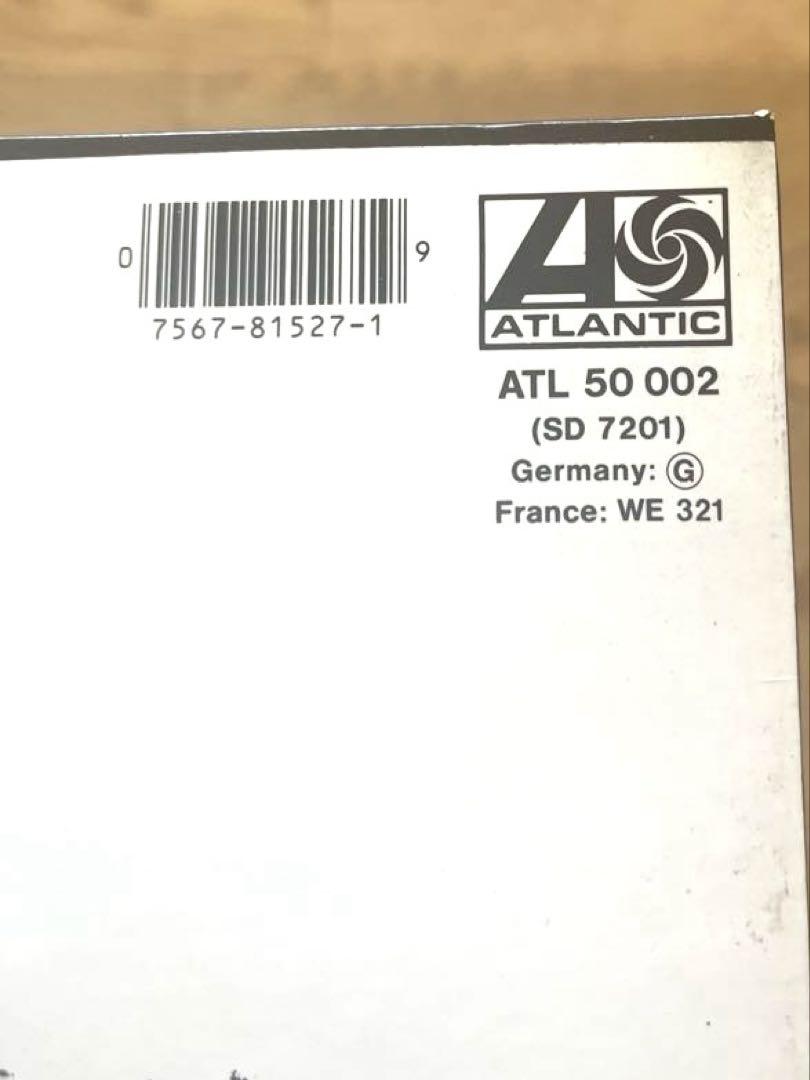 0 7567-81527-1 9
ATLANTIC
ATL 50 002
(SD 7201)
Germany: Ⓖ
France: WE 321